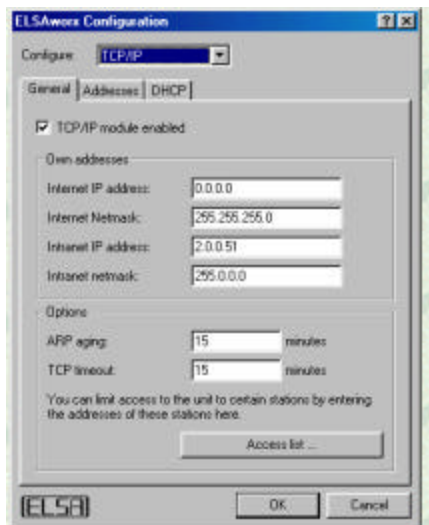 ELSAworx Configuration
Configure: TCP/IP
General Addresses DHCP
TCP/IP module enabled
Own addresses
Internet IP address: 0.0.0.0
Internet Netmask: 255.255.255.0
Intranet IP address: 2.0.0.51
Intranet netmask: 255.0.0.0
Options
ARP aging: 15 minutes
TCP timeout: 15 minutes
You can limit access to the unit to certain stations by entering
the addresses of these stations here.
Access list ...
ELSA OK Cancel